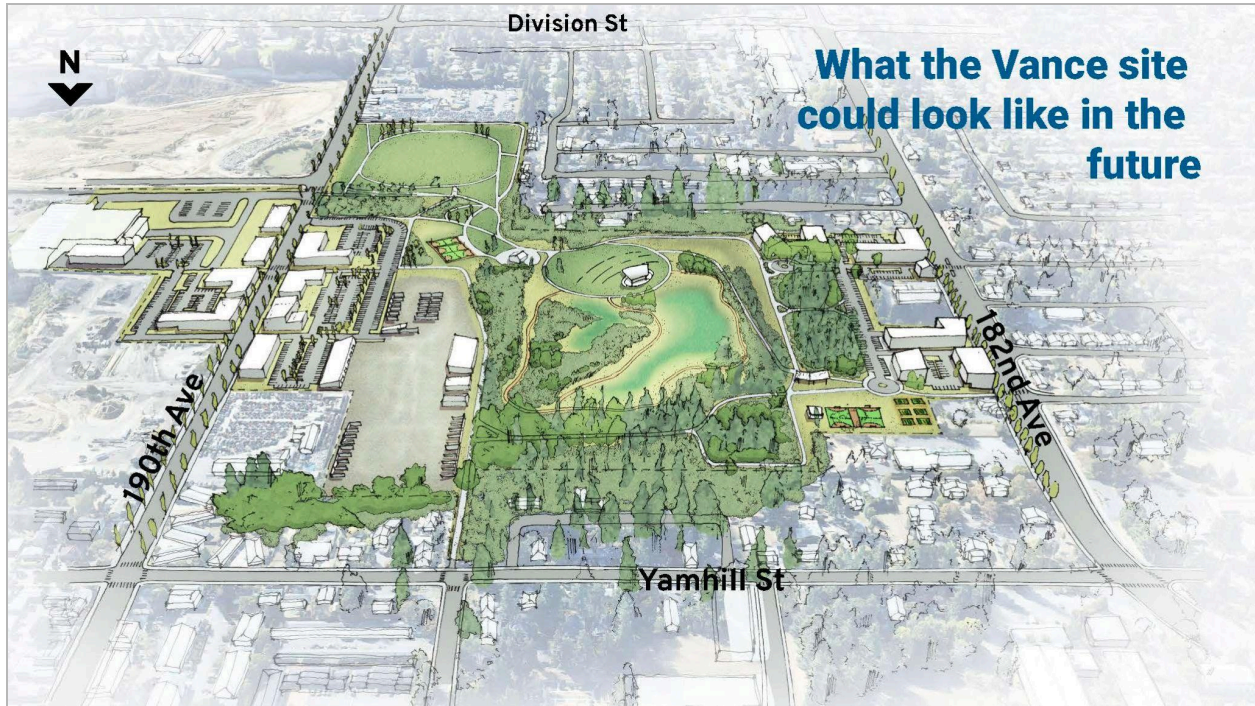 Division St
N
What the Vance site
could look like in the
future
190th Ave
182nd Ave
Yamhill St